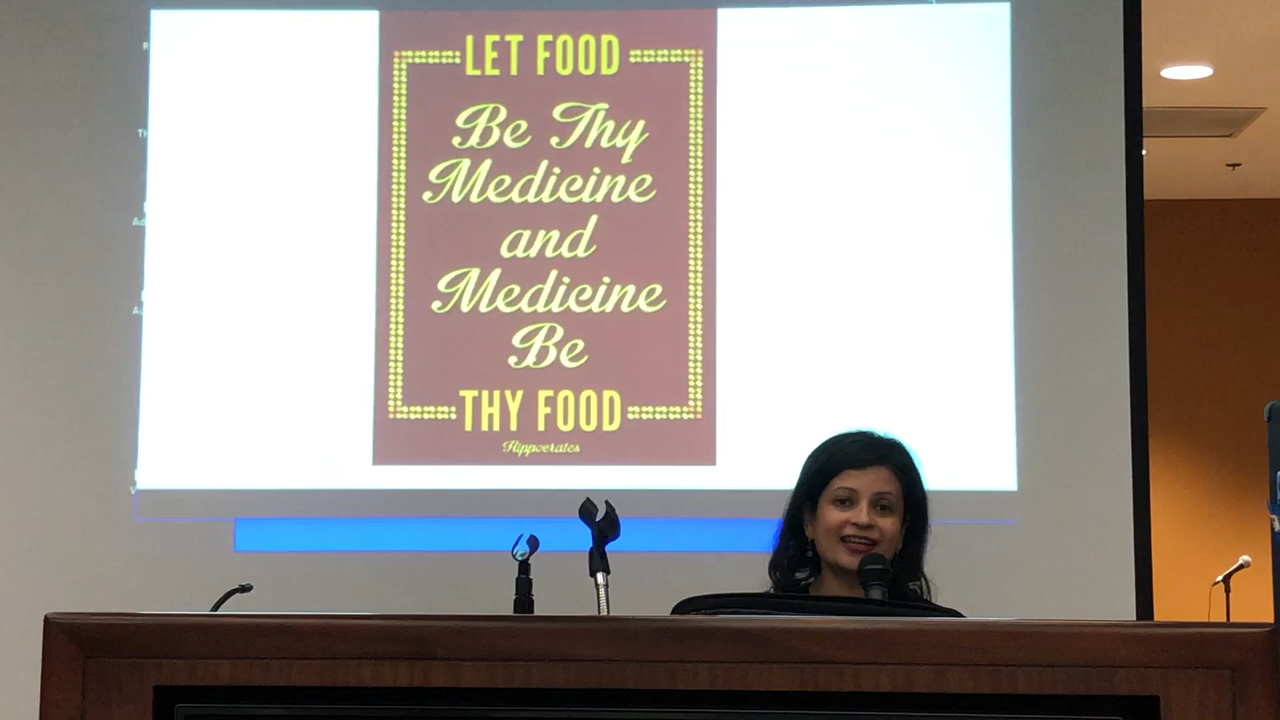 LET FOOD
Be Thy
Medicine
and
Medicine
Be
THY FOOD
Hippocrates